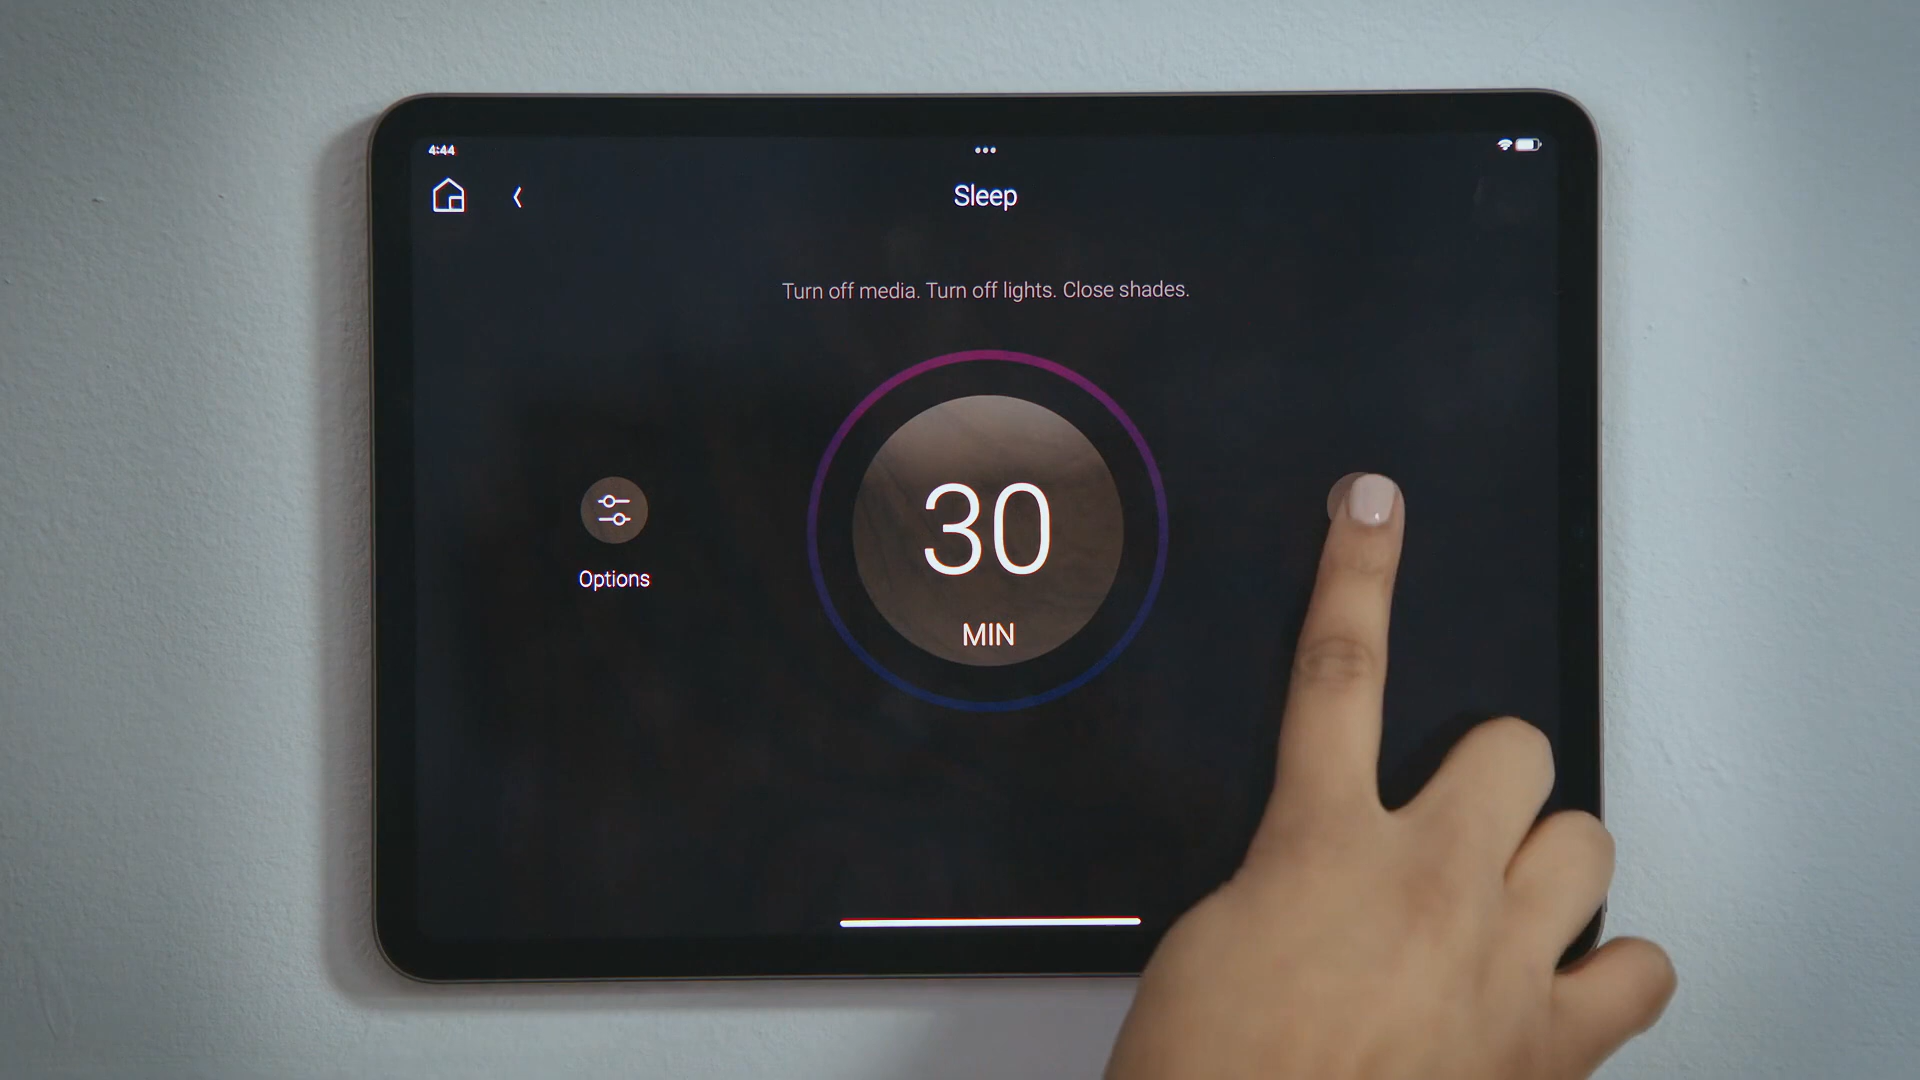 4:44
Sleep
Turn off media. Turn off lights. Close shades.
30
MIN
Options